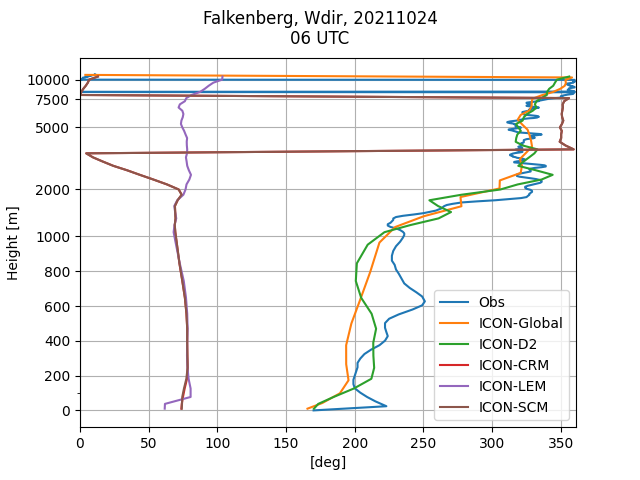 Falkenberg, Wdir, 20211024
06 UTC
Height [m]
10000
7500
5000
2000
1000
800
600
400
200
0
Obs
ICON-Global
ICON-D2
ICON-CRM
ICON-LEM
ICON-SCM
0 50 100 150 200 250 300 350
[deg]